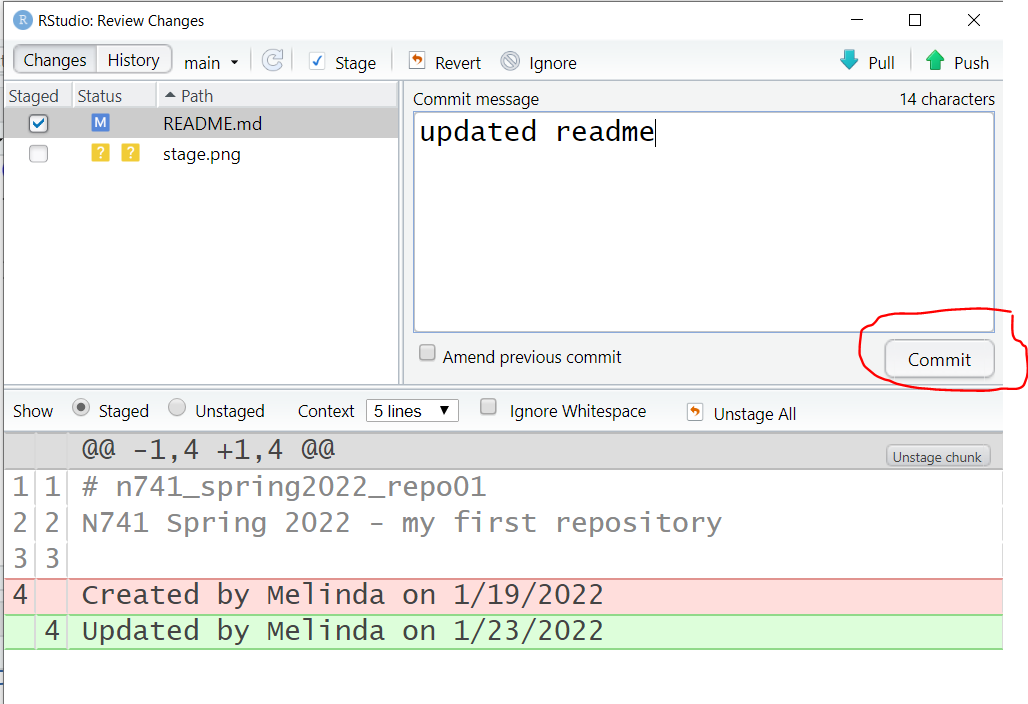 RStudio: Review Changes
Changes History main Stage Revert Ignore Pull Push
Staged Status Path
M README.md
? ? stage.png
Commit message 14 characters
updated readme
Amend previous commit Commit
Show Staged Unstaged Context 5 lines Ignore Whitespace Unstage All
@@ -1,4 +1,4 @@ Unstage chunk
1 1 # n741_spring2022_repo01
2 2 N741 Spring 2022 - my first repository
3 3
4 Created by Melinda on 1/19/2022
4 Updated by Melinda on 1/23/2022